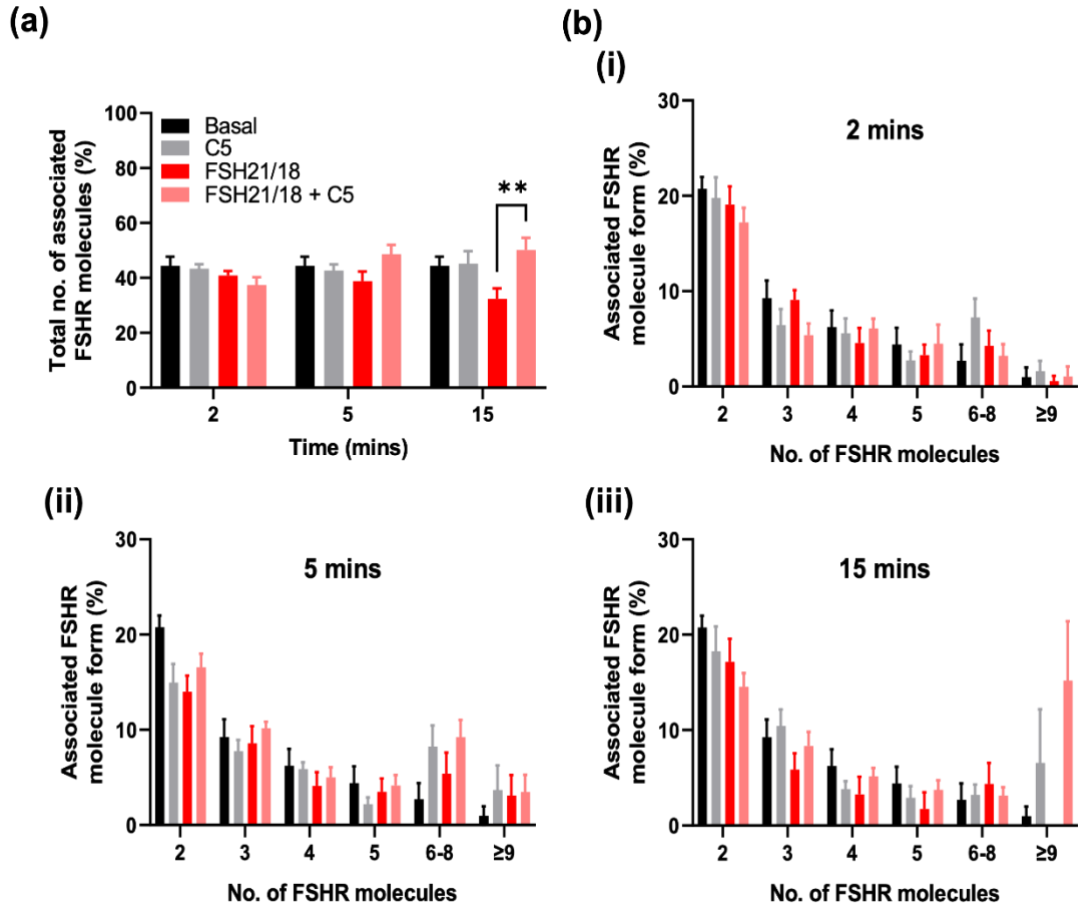 (a)
Total no. of associated
FSHR molecules (%)
100
80
60
40
20
0
Basal
C5
FSH21/18
FSH21/18 + C5
**
2 5 15
Time (mins)
(b)
(i)
Associated FSHR
molecule form (%)
30
20
10
0
2 mins
2 3 4 5 6-8 ≥9
No. of FSHR molecules
(ii)
Associated FSHR
molecule form (%)
30
20
10
0
5 mins
2 3 4 5 6-8 ≥9
No. of FSHR molecules
(iii)
Associated FSHR
molecule form (%)
30
20
10
0
15 mins
2 3 4 5 6-8 ≥9
No. of FSHR molecules